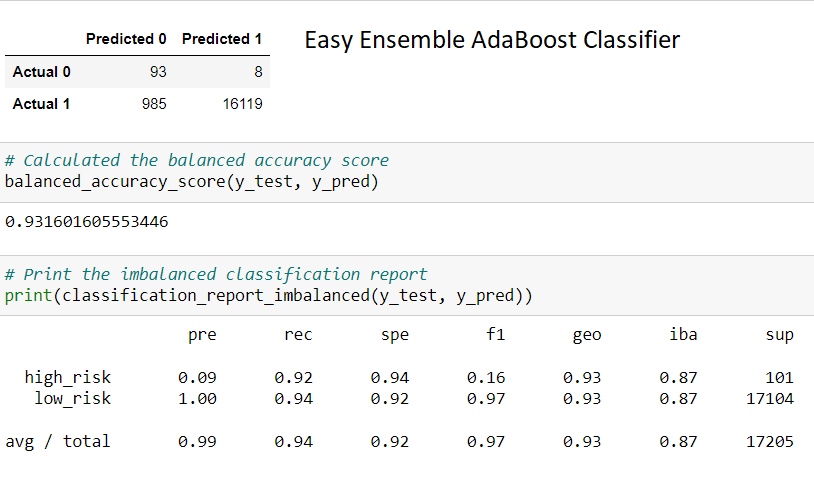 Easy Ensemble AdaBoost Classifier
Predicted 0 Predicted 1
Actual 0 93 8
Actual 1 985 16119
# Calculated the balanced accuracy score
balanced_accuracy_score(y_test, y_pred)
0.931601605553446
# Print the imbalanced classification report
print(classification_report_imbalanced(y_test, y_pred))
pre rec spe f1 geo iba sup
high_risk 0.09 0.92 0.94 0.16 0.93 0.87 101
low_risk 1.00 0.94 0.92 0.97 0.93 0.87 17104
avg / total 0.99 0.94 0.92 0.97 0.93 0.87 17205